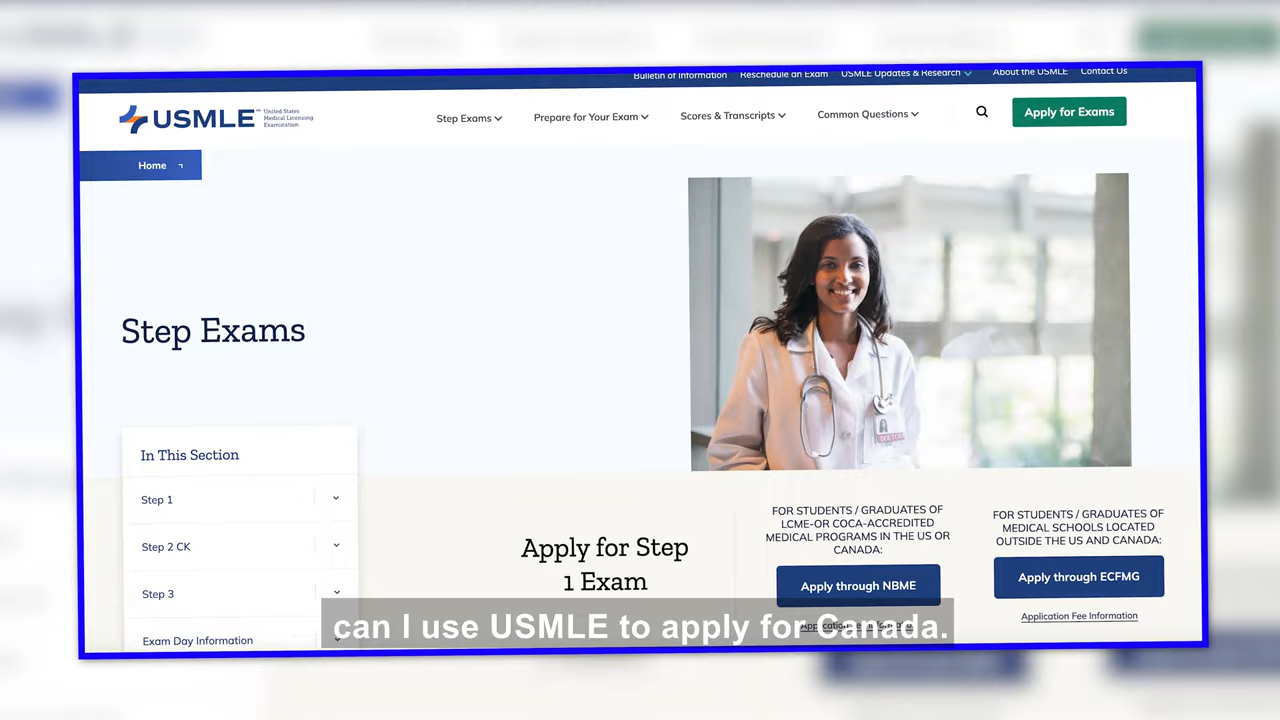 Bulletin of Information Reschedule an Exam USMLE Updates & Research About the USMLE Contact Us
USMLE
United States
Medical Licensing
Examination
Step Exams Prepare for Your Exam Scores & Transcripts Common Questions Apply for Exams
Home
Step Exams
DOCTOR
In This Section
Step 1
Step 2 CK
Step 3
Exam Day Information
Apply for Step
1 Exam
FOR STUDENTS / GRADUATES OF
LCME-OR COCA-ACCREDITED
MEDICAL PROGRAMS IN THE US OR
CANADA:
Apply through NBME
FOR STUDENTS / GRADUATES OF
MEDICAL SCHOOLS LOCATED
OUTSIDE THE US AND CANADA:
Apply through ECFMG
Application Fee Information
can I use USMLE to apply for Canada.